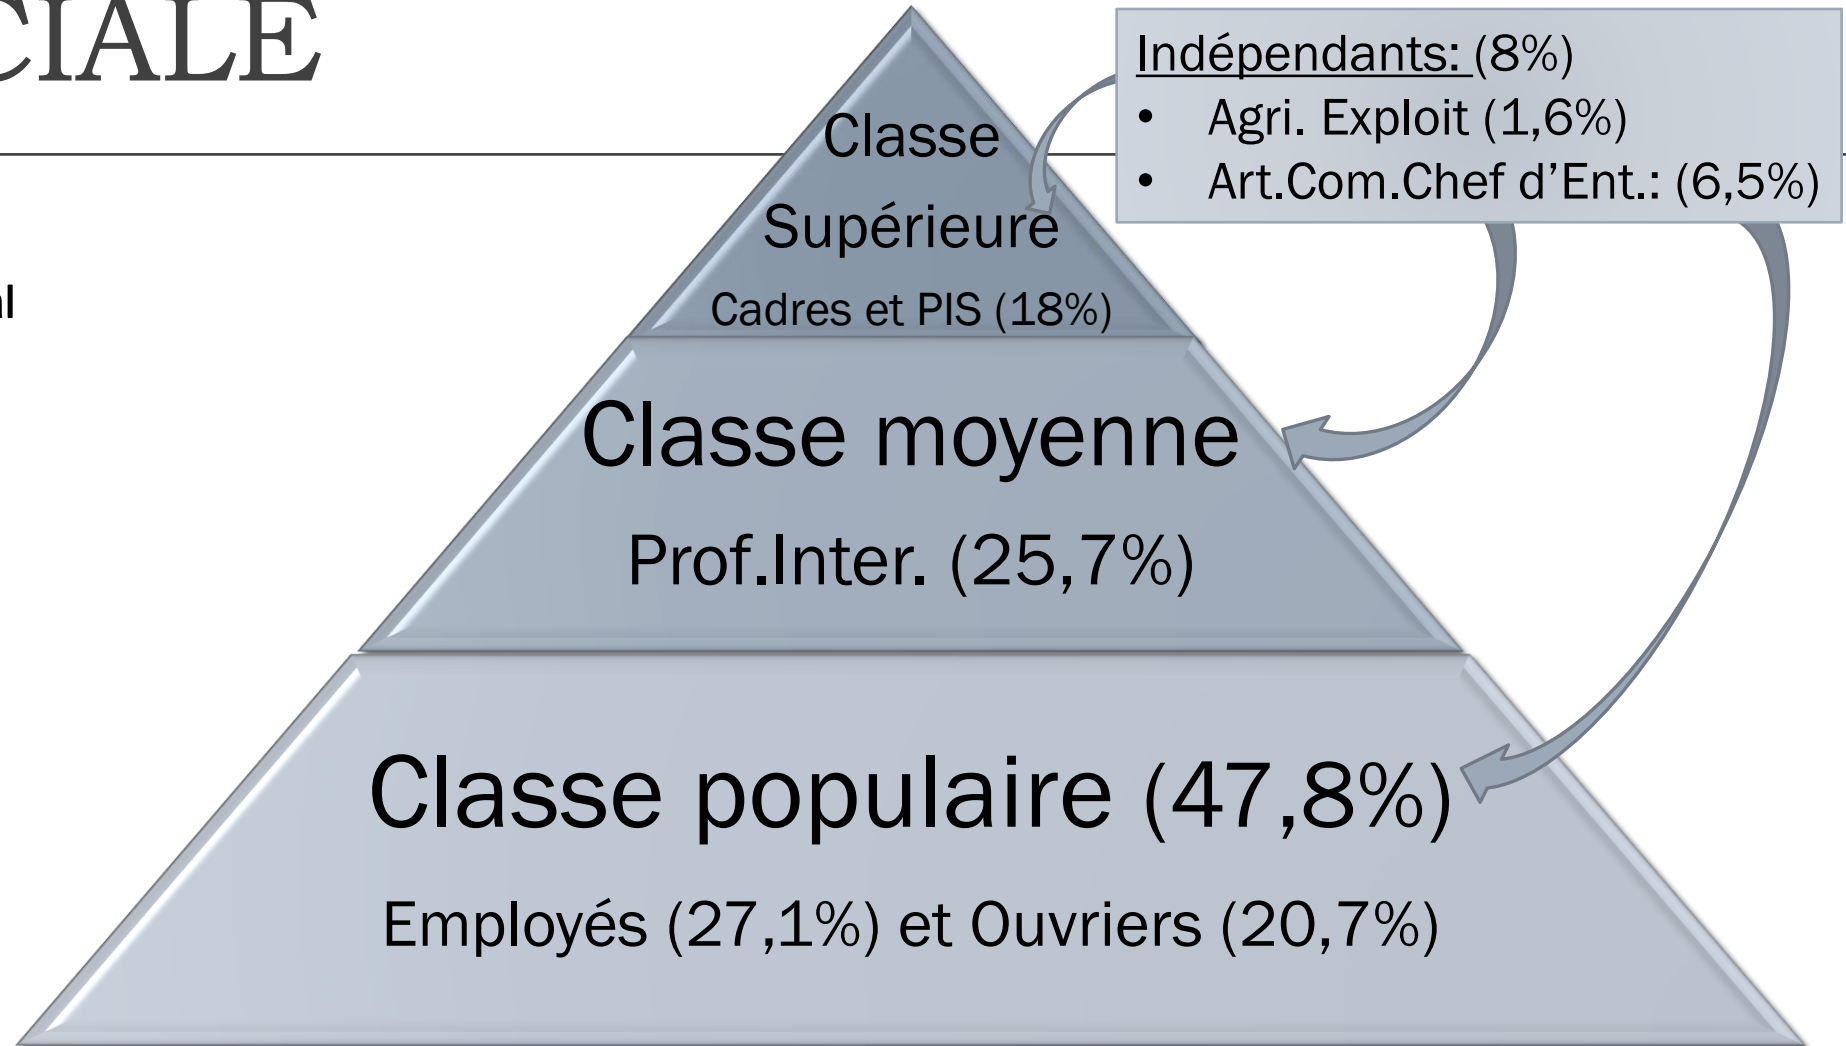 CIALE
al
Classe
Supérieure
Cadres et PIS (18%)
Classe moyenne
Prof.Inter. (25,7%)
Classe populaire (47,8%)
Employés (27,1%) et Ouvriers (20,7%)
Indépendants: (8%)
• Agri. Exploit (1,6%)
• Art.Com.Chef d’Ent.: (6,5%)